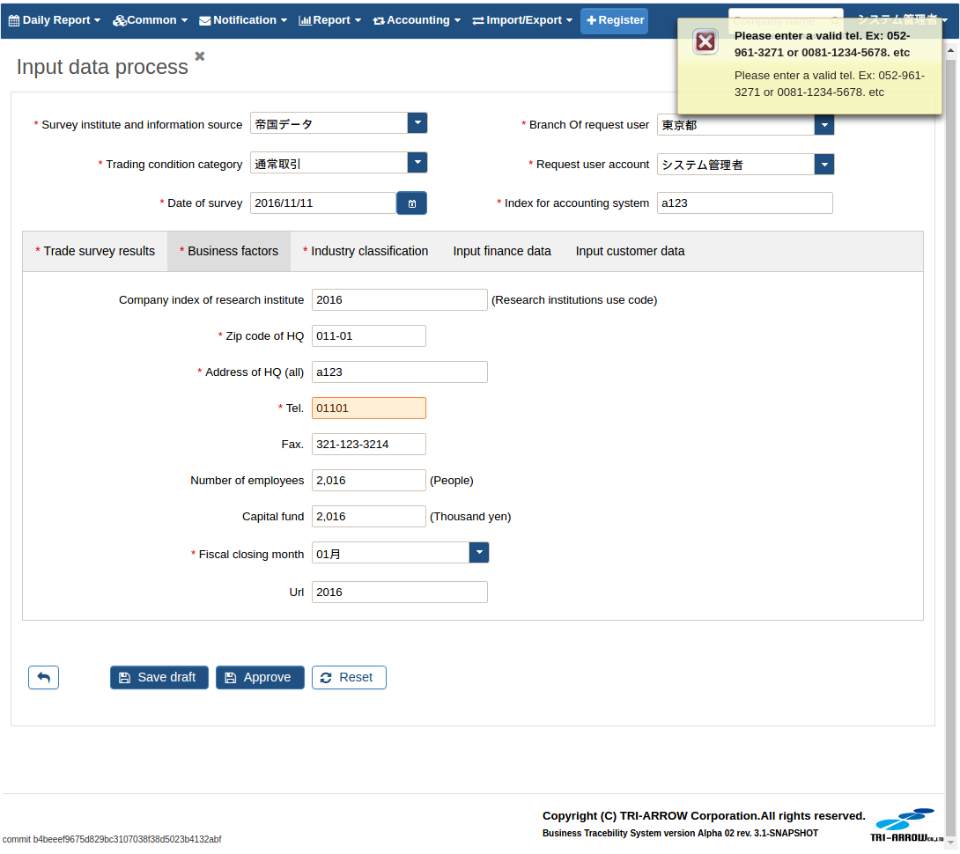 Daily Report Common Notification Report Accounting Import/Export Register システム管理者
Please enter a valid tel. Ex: 052-
961-3271 or 0081-1234-5678. etc
Please enter a valid tel. Ex: 052-961-
3271 or 0081-1234-5678. etc
Input data process
* Survey institute and information source 帝国データ * Branch Of request user 東京都
* Trading condition category 通常取引 * Request user account システム管理者
* Date of survey 2016/11/11 * Index for accounting system a123
* Trade survey results * Business factors * Industry classification Input finance data Input customer data
Company index of research institute 2016 (Research institutions use code)
* Zip code of HQ 011-01
* Address of HQ (all) a123
* Tel. 01101
Fax. 321-123-3214
Number of employees 2,016 (People)
Capital fund 2,016 (Thousand yen)
* Fiscal closing month 01月
Url 2016
Save draft Approve Reset
Copyright (C) TRI-ARROW Corporation.All rights reserved.
Business Tracebility System version Alpha 02 rev. 3.1-SNAPSHOT
TRI-ARROW CO.,LTD
commit b4beeef9675d829bc3107038f38d5023b4132abf